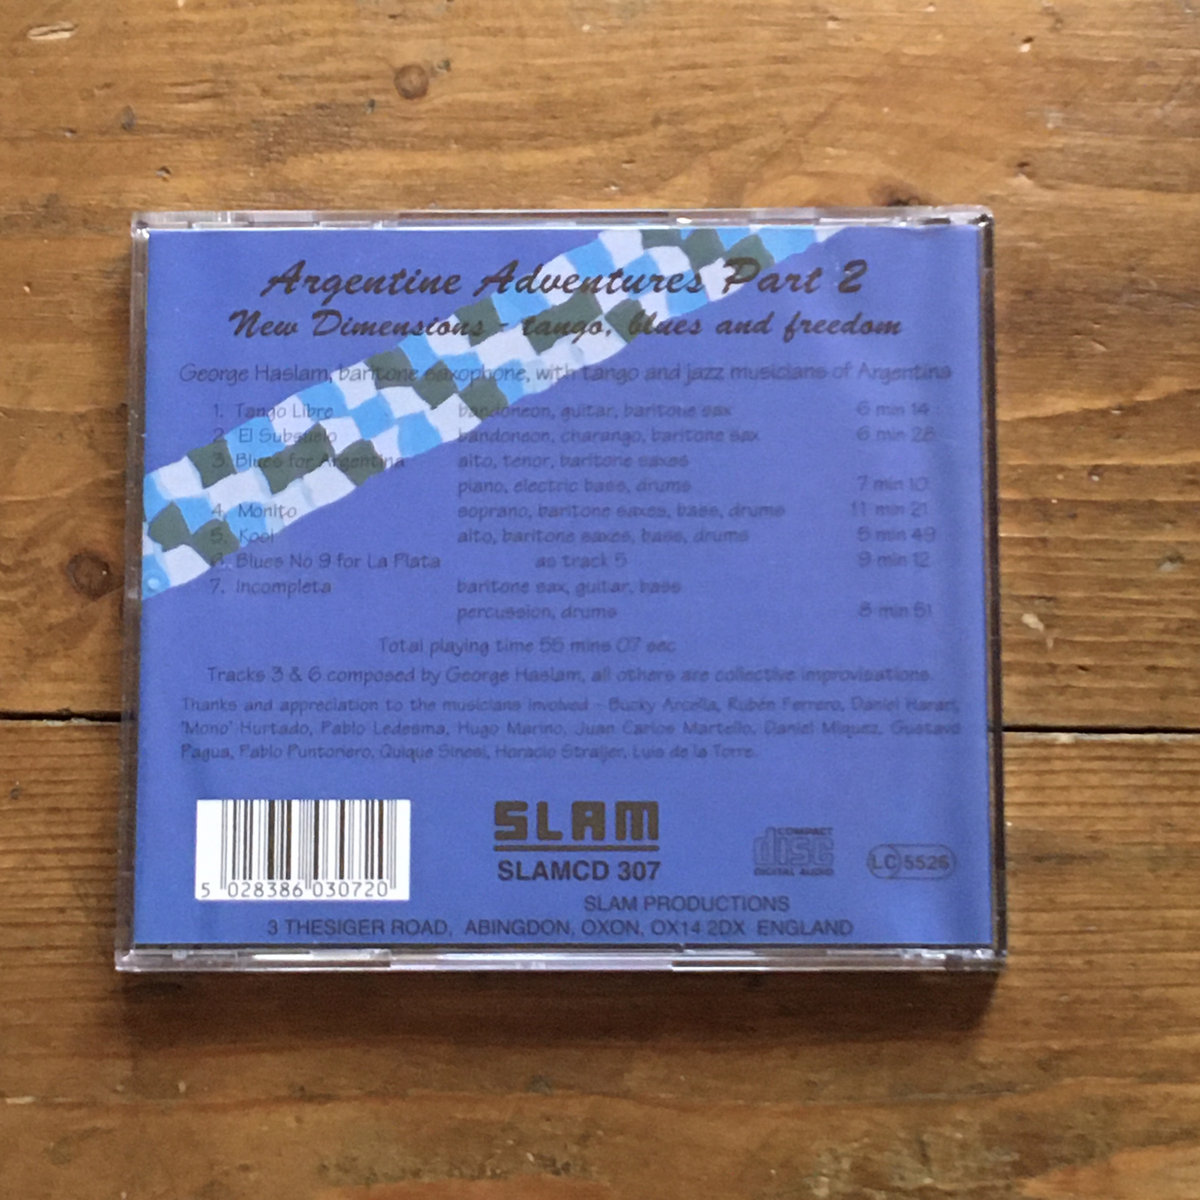 Argentine Adventures Part 2
New Dimensions - tango, blues and freedom
George Haslam, baritone saxophone, with tango and jazz musicians of Argentina
1. Tango Libre bandoneon, guitar, baritone sax 6 min 14
2. El Subsuelo bandoneon, charango, baritone sax 6 min 28
3. Blues for Argentina alto, tenor, baritone saxes
piano, electric bass, drums 7 min 10
4. Monito soprano, baritone saxes, bass, drums 11 min 21
5. Kool alto, baritone saxes, bass, drums 5 min 49
6. Blues No 9 for La Plata as track 5 9 min 12
7. Incompleta baritone sax, guitar, bass
percussion, drums 8 min 51
Total playing time 55 mins 07 sec
Tracks 3 & 6 composed by George Haslam, all others are collective improvisations.
Thanks and appreciation to the musicians involved - Bucky Arcella, Rubén Ferrero, Daniel Harari,
'Mono' Hurtado, Pablo Ledesma, Hugo Marino, Juan Carlos Martello, Daniel Miquez, Gustavo
Pagua, Pablo Puntoriero, Quique Sinesi, Horacio Straijer, Luis de la Torre.
SLAM
SLAMCD 307
COMPACT
disc
DIGITAL AUDIO
LC 5526
5 028386 030720
SLAM PRODUCTIONS
3 THESIGER ROAD, ABINGDON, OXON, OX14 2DX ENGLAND